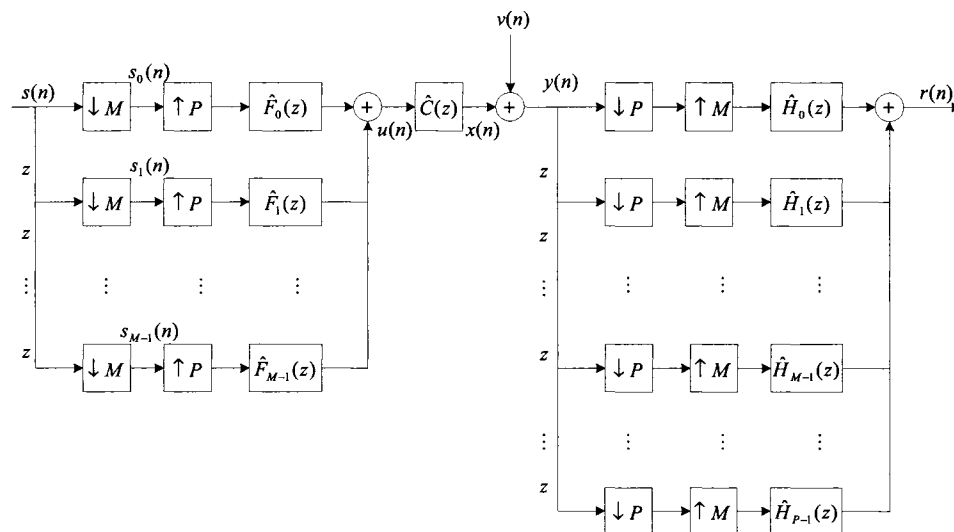 v(n)
s(n) s_0(n) y(n) r(n)
↓M ↑P F̂_0(z) + Ĉ(z) + ↓P ↑M Ĥ_0(z) +
u(n) x(n)
z s_1(n) z
↓M ↑P F̂_1(z) ↓P ↑M Ĥ_1(z)
z z
⋮ ⋮ ⋮ ⋮ ⋮ ⋮ ⋮ ⋮
z s_{M-1}(n) z
↓M ↑P F̂_{M-1}(z) ↓P ↑M Ĥ_{M-1}(z)
⋮ ⋮ ⋮ ⋮
z
↓P ↑M Ĥ_{P-1}(z)